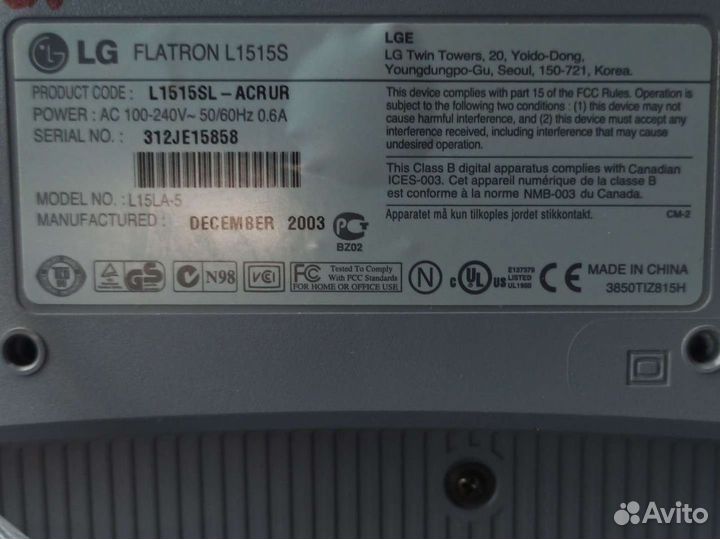 LG FLATRON L1515S
PRODUCT CODE: L1515SL-ACRUR
POWER: AC 100-240V~ 50/60Hz 0.6A
SERIAL NO.: 312JE15858
MODEL NO.: L15LA-5
MANUFACTURED: DECEMBER 2003
BZ02
LGE
LG Twin Towers, 20, Yoido-Dong,
Youngdungpo-Gu, Seoul, 150-721, Korea.
This device complies with part 15 of the FCC Rules. Operation is
subject to the following two conditions : (1) this device may not
cause harmful interference, and (2) this device must accept any
interference received, including interference that may cause
undesired operation.
This Class B digital apparatus complies with Canadian
ICES-003. Cet appareil numérique de la classe B
est conforme à la norme NMB-003 du Canada.
Apparatet må kun tilkoples jordet stikkontakt.
CM-2
GS
N98
VCCI
FC Tested To Comply
With FCC Standards
FOR HOME OR OFFICE USE
N
c UL US
LISTED
CE
MADE IN CHINA
3850TIZ815H
Avito